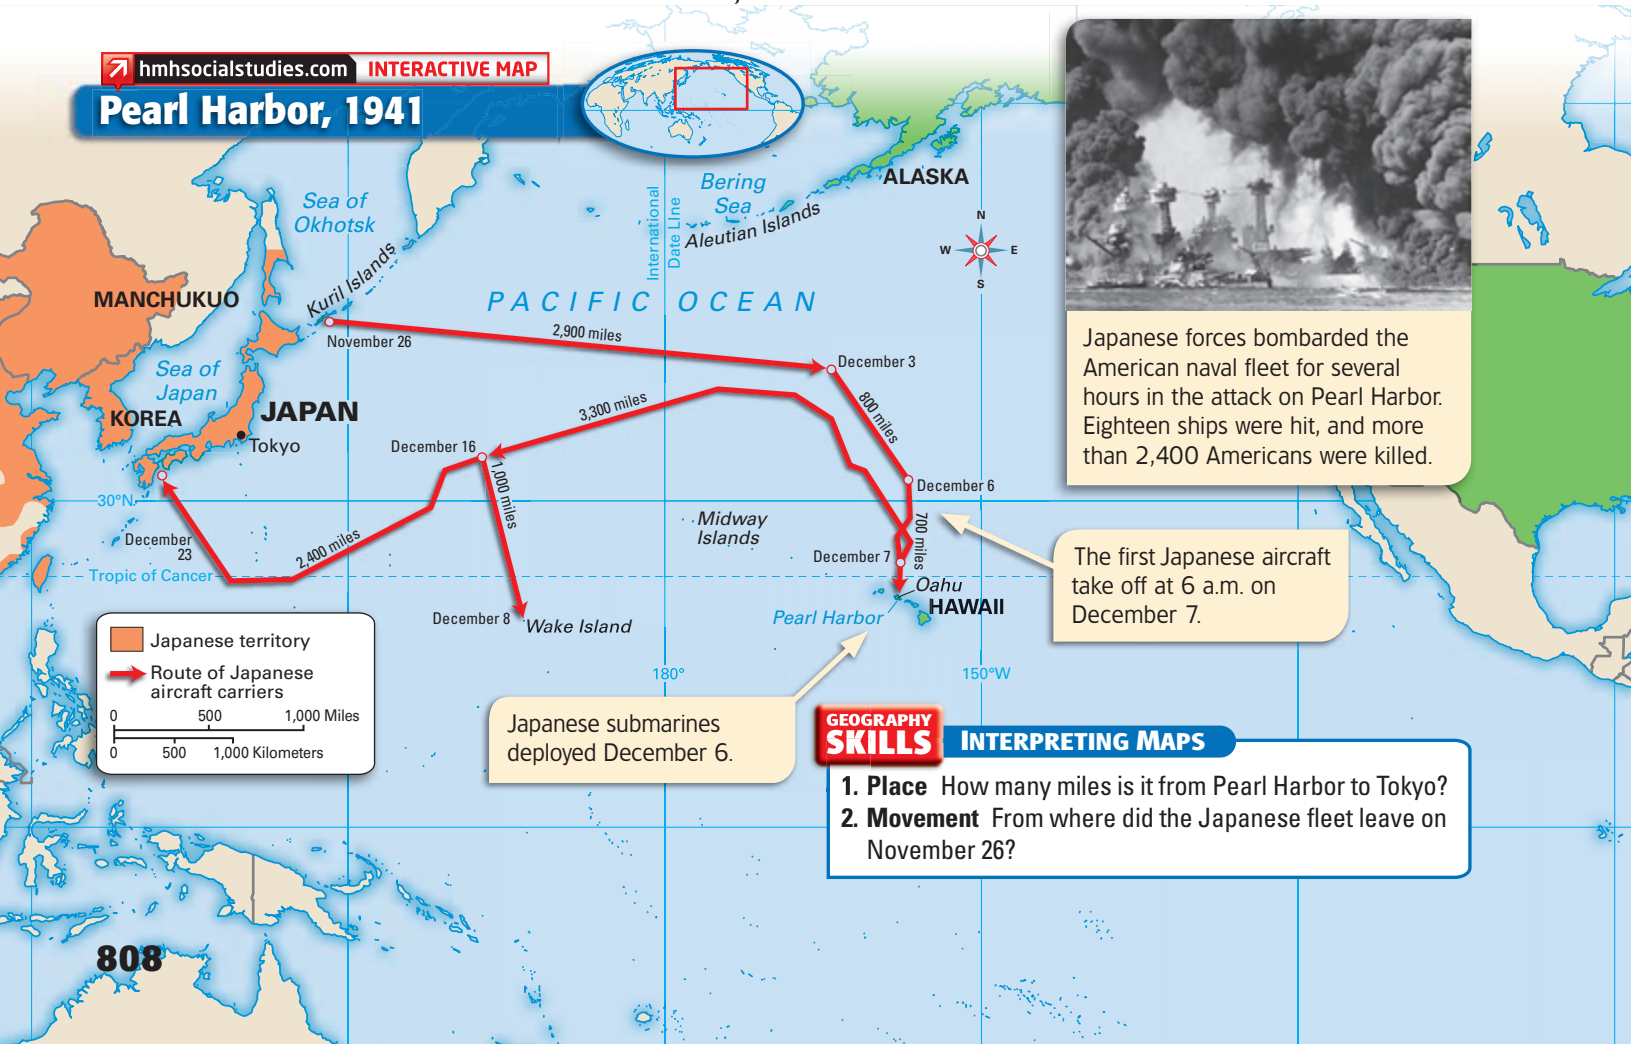 hmhsocialstudies.com INTERACTIVE MAP
Pearl Harbor, 1941
ALASKA
Bering
Sea
Aleutian Islands
International
Date LIne
Sea of
Okhotsk
Kuril Islands
PACIFIC OCEAN
N
W E
S
MANCHUKUO
2,900 miles
November 26
December 3
Sea of
Japan
KOREA
JAPAN
Tokyo
3,300 miles
800 miles
December 16
1,000 miles
December 6
30°N
700 miles
Midway
Islands
December
23
2,400 miles
December 7
Tropic of Cancer
Oahu
HAWAII
Pearl Harbor
December 8
Wake Island
180°
150°W
Japanese forces bombarded the
American naval fleet for several
hours in the attack on Pearl Harbor.
Eighteen ships were hit, and more
than 2,400 Americans were killed.
The first Japanese aircraft
take off at 6 a.m. on
December 7.
Japanese submarines
deployed December 6.
Japanese territory
Route of Japanese
aircraft carriers
0 500 1,000 Miles
0 500 1,000 Kilometers
GEOGRAPHY
SKILLS INTERPRETING MAPS
1. Place How many miles is it from Pearl Harbor to Tokyo?
2. Movement From where did the Japanese fleet leave on
November 26?
808